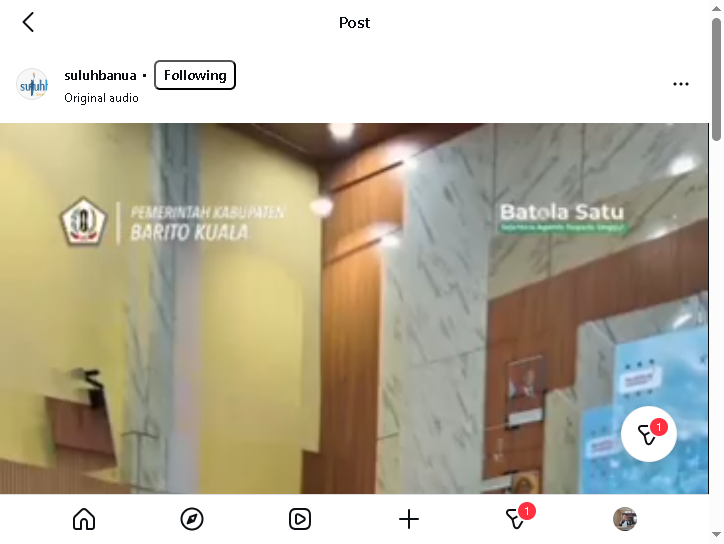 Post
suluhbanua • Following
Original audio
suluh
PEMERINTAH KABUPATEN
BARITO KUALA
Batola Satu
1
1